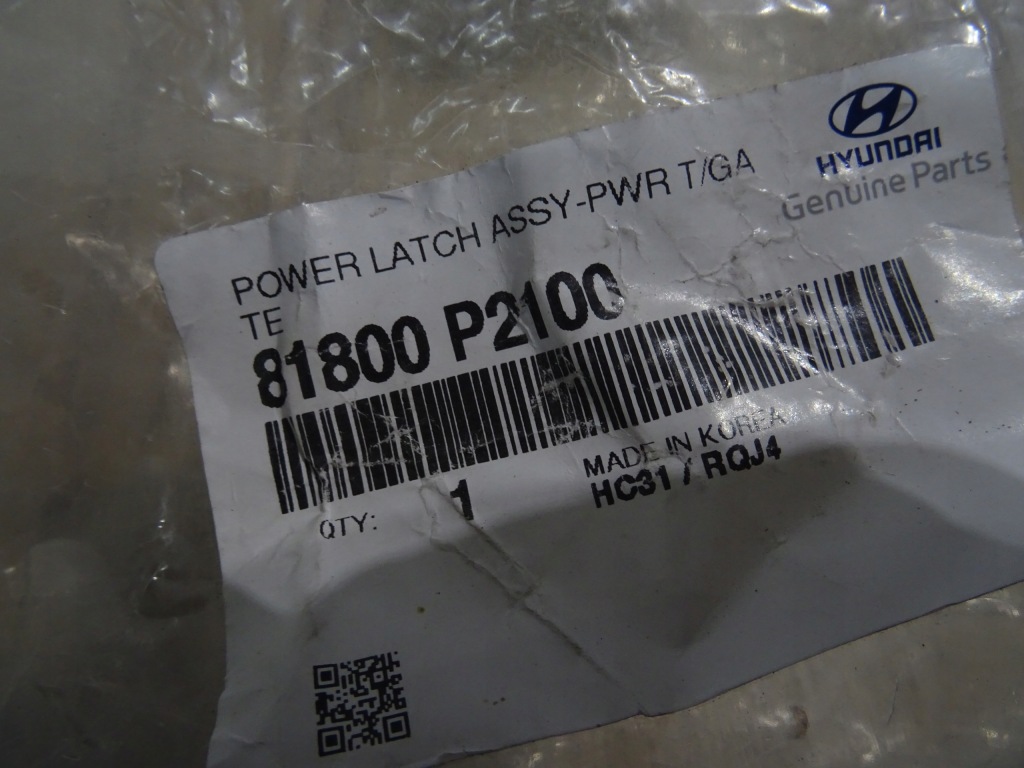 HYUNDAI
Genuine Parts
POWER LATCH ASSY-PWR T/GA
TE
81800 P2100
MADE IN KOREA
QTY: 1
HC31 / RQJ4